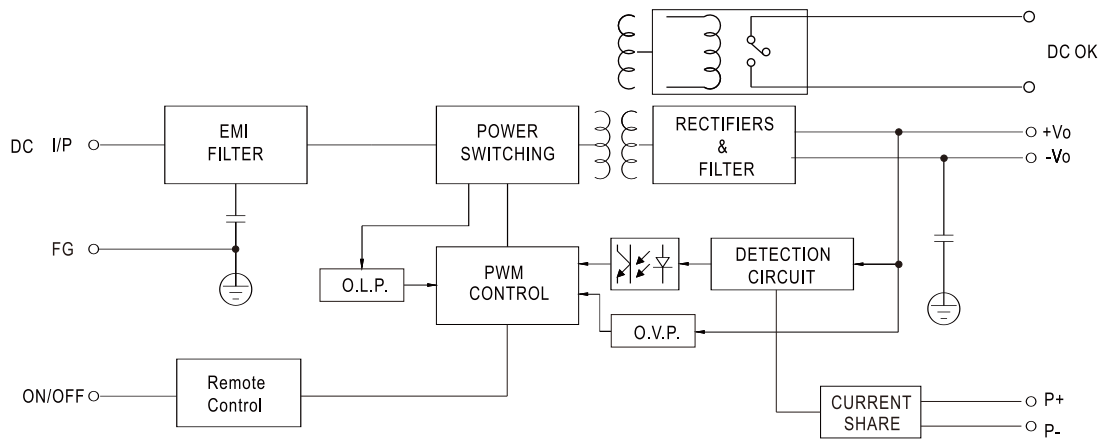 DC OK
EMI
FILTER
POWER
SWITCHING
RECTIFIERS
&
FILTER
+Vo
-Vo
DC I/P
FG
O.L.P.
PWM
CONTROL
DETECTION
CIRCUIT
O.V.P.
ON/OFF
Remote
Control
CURRENT
SHARE
P+
P-